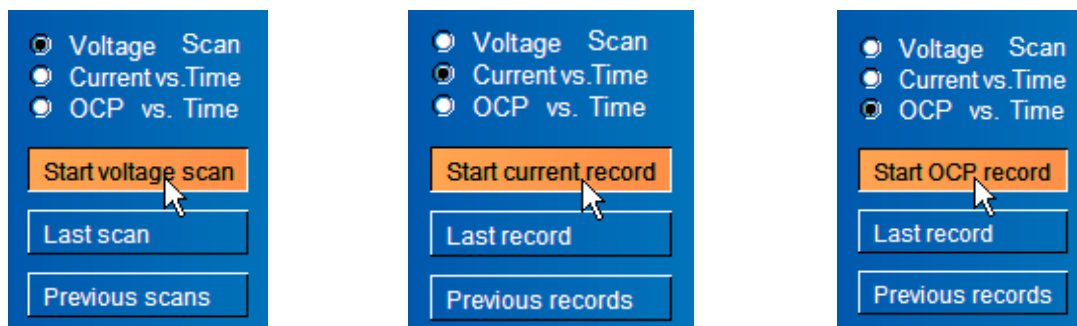 Voltage Scan
Current vs.Time
OCP vs. Time
Start voltage scan
Last scan
Previous scans
Voltage Scan
Current vs.Time
OCP vs. Time
Start current record
Last record
Previous records
Voltage Scan
Current vs.Time
OCP vs. Time
Start OCP record
Last record
Previous records